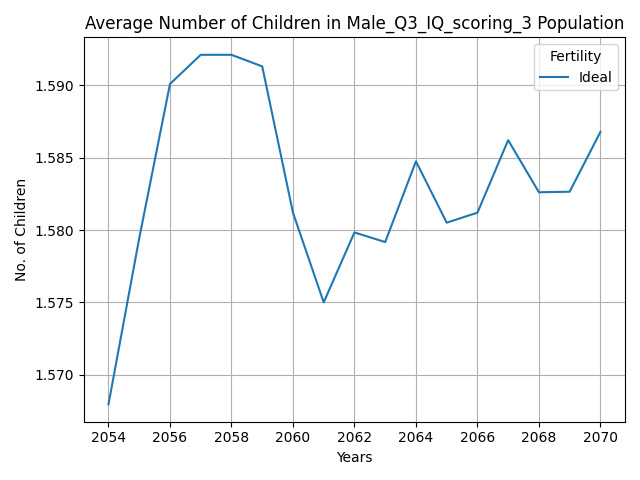 Average Number of Children in Male_Q3_IQ_scoring_3 Population
Fertility
Ideal
1.590
1.585
1.580
1.575
1.570
No. of Children
2054 2056 2058 2060 2062 2064 2066 2068 2070
Years